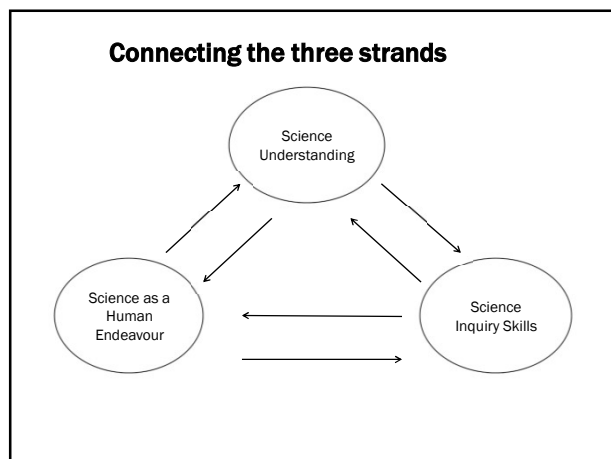 Connecting the three strands
Science
Understanding
Science as a
Human
Endeavour
Science
Inquiry Skills